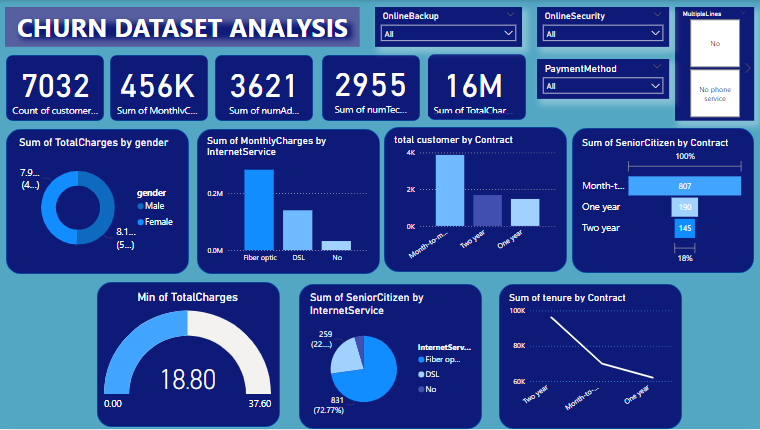 CHURN DATASET ANALYSIS
OnlineBackup
All
OnlineSecurity
All
PaymentMethod
All
MultipleLines
No
No phone
service
7032
Count of customer...
456K
Sum of MonthlyC...
3621
Sum of numAd...
2955
Sum of numTec...
16M
Sum of TotalChar...
Sum of TotalCharges by gender
7.9...
(4...)
8.1...
(5...)
gender
Male
Female
Sum of MonthlyCharges by
InternetService
0.2M
0.0M
Fiber optic
DSL
No
total customer by Contract
4K
2K
0K
Month-to-m...
Two year
One year
Sum of SeniorCitizen by Contract
100%
Month-t...
807
One year
190
Two year
145
18%
Min of TotalCharges
18.80
0.00
37.60
Sum of SeniorCitizen by
InternetService
259
(22....)
831
(72.77%)
InternetServ...
Fiber op...
DSL
No
Sum of tenure by Contract
100K
80K
60K
Two year
Month-to-...
One year